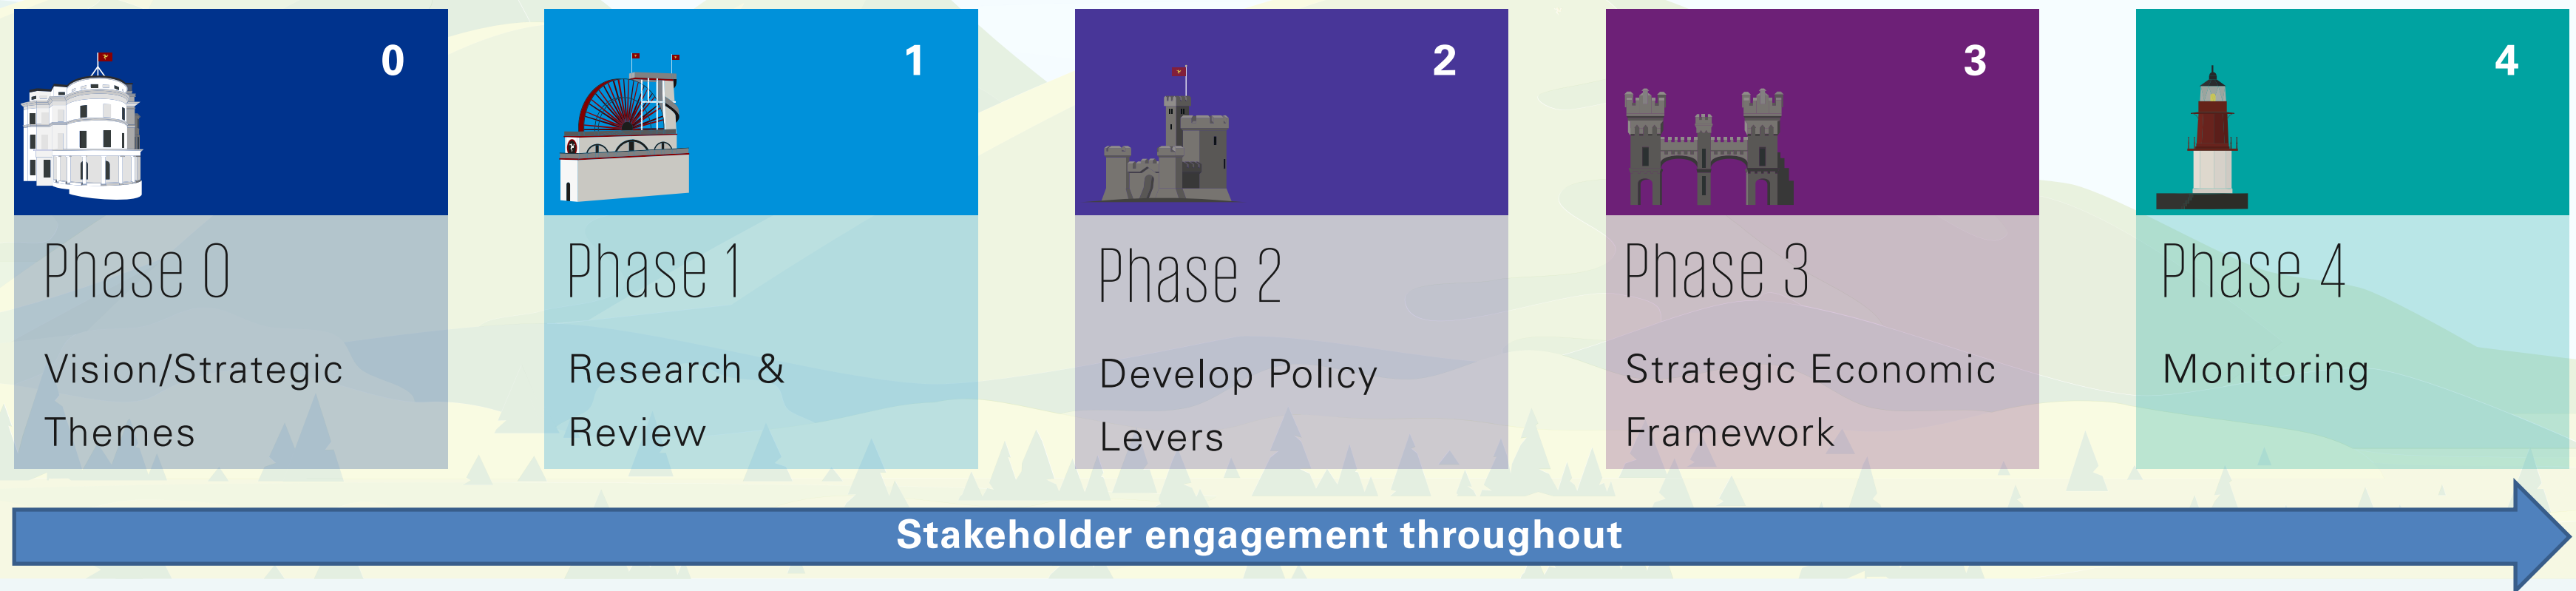 0
Phase 0
Vision/Strategic
Themes
1
Phase 1
Research &
Review
2
Phase 2
Develop Policy
Levers
3
Phase 3
Strategic Economic
Framework
4
Phase 4
Monitoring
Stakeholder engagement throughout